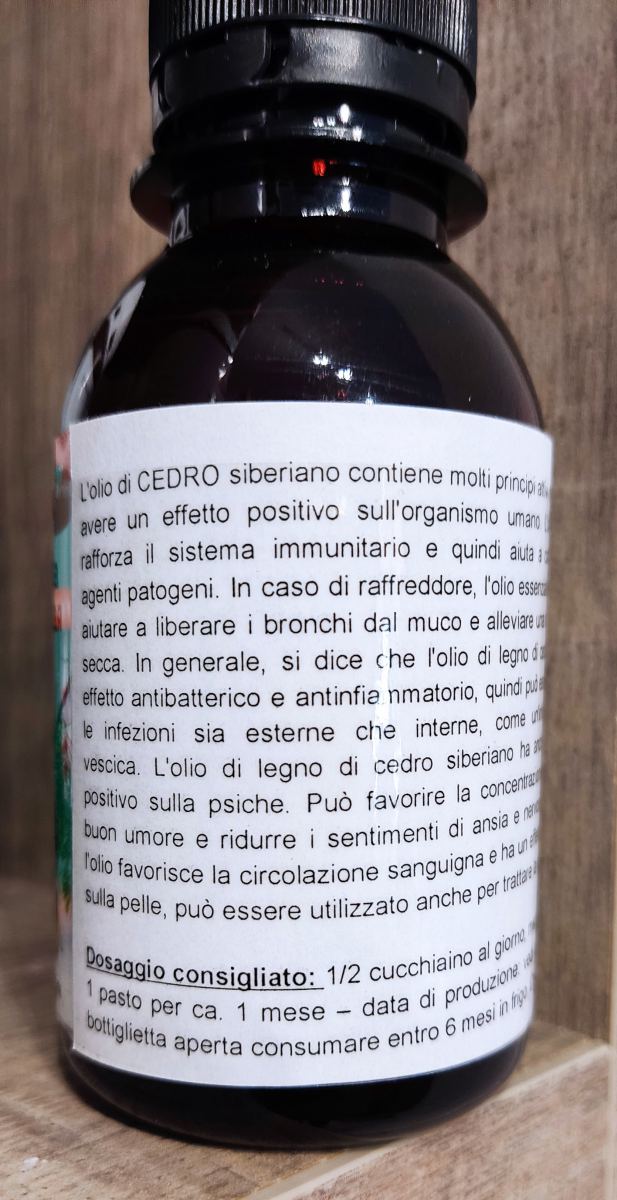 L'olio di CEDRO siberiano contiene molti principi
avere un effetto positivo sull'organismo umano
rafforza il sistema immunitario e quindi aiuta a
agenti patogeni. In caso di raffreddore, l'olio
aiutare a liberare i bronchi dal muco e alleviare
secca. In generale, si dice che l'olio di legno di
effetto antibatterico e antinfiammatorio, quindi può
le infezioni sia esterne che interne, come
vescica. L'olio di legno di cedro siberiano ha
positivo sulla psiche. Può favorire la
buon umore e ridurre i sentimenti di ansia e
l'olio favorisce la circolazione sanguigna e ha un
sulla pelle, può essere utilizzato anche per trattare
Dosaggio consigliato: 1/2 cucchiaino al giorno,
1 pasto per ca. 1 mese – data di produzione:
bottiglietta aperta consumare entro 6 mesi in frigo